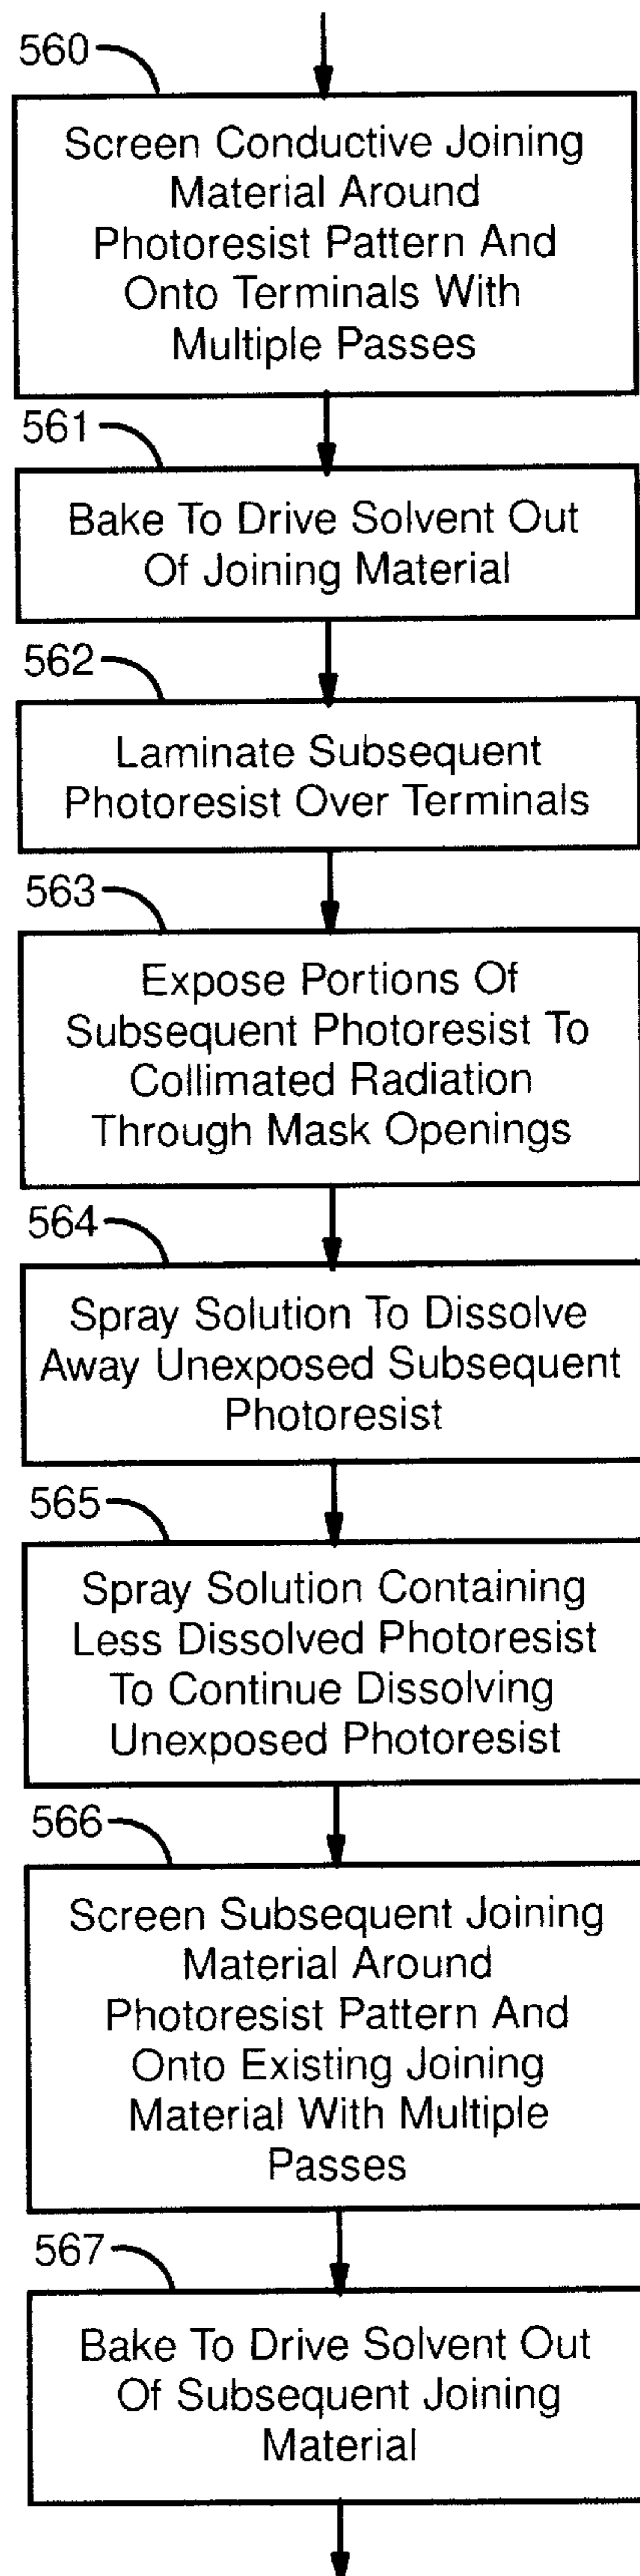 560
Screen Conductive Joining
Material Around
Photoresist Pattern And
Onto Terminals With
Multiple Passes
561
Bake To Drive Solvent Out
Of Joining Material
562
Laminate Subsequent
Photoresist Over Terminals
563
Expose Portions Of
Subsequent Photoresist To
Collimated Radiation
Through Mask Openings
564
Spray Solution To Dissolve
Away Unexposed Subsequent
Photoresist
565
Spray Solution Containing
Less Dissolved Photoresist
To Continue Dissolving
Unexposed Photoresist
566
Screen Subsequent Joining
Material Around
Photoresist Pattern And
Onto Existing Joining
Material With Multiple
Passes
567
Bake To Drive Solvent Out
Of Subsequent Joining
Material